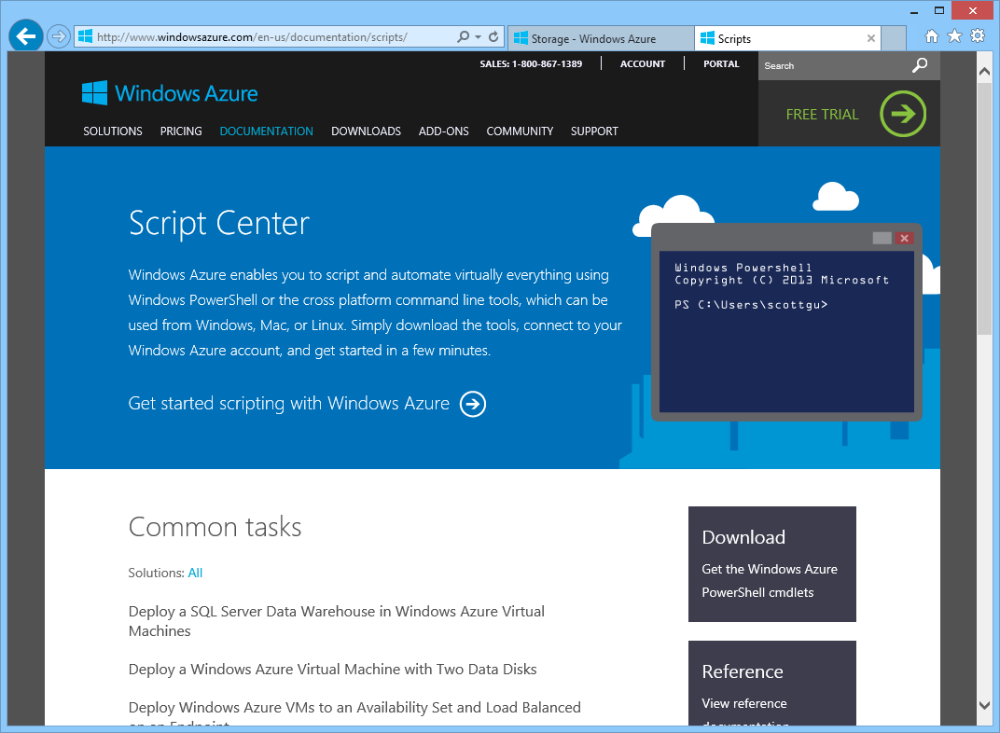 http://www.windowsazure.com/en-us/documentation/scripts/
Storage - Windows Azure
Scripts
SALES: 1-800-867-1389
ACCOUNT
PORTAL
Search
Windows Azure
FREE TRIAL
SOLUTIONS PRICING DOCUMENTATION DOWNLOADS ADD-ONS COMMUNITY SUPPORT
Script Center
Windows Azure enables you to script and automate virtually everything using
Windows PowerShell or the cross platform command line tools, which can be
used from Windows, Mac, or Linux. Simply download the tools, connect to your
Windows Azure account, and get started in a few minutes.
Get started scripting with Windows Azure
Windows Powershell
Copyright (C) 2013 Microsoft
PS C:\Users\scottgu>
Common tasks
Solutions: All
Deploy a SQL Server Data Warehouse in Windows Azure Virtual
Machines
Deploy a Windows Azure Virtual Machine with Two Data Disks
Deploy Windows Azure VMs to an Availability Set and Load Balanced
on an Endpoint
Download
Get the Windows Azure
PowerShell cmdlets
Reference
View reference
documentation